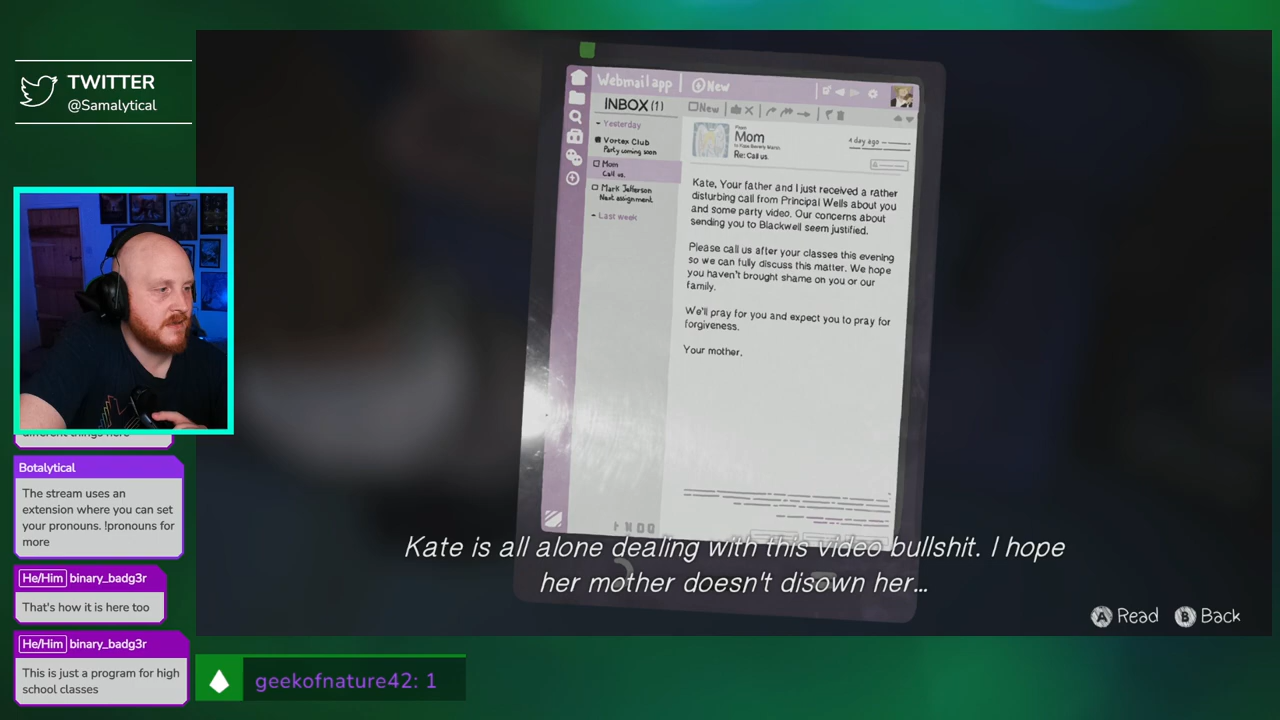 TWITTER
@Samalytical
different things here
Botalytical
The stream uses an
extension where you can set
your pronouns. !pronouns for
more
He/Him binary_badg3r
That's how it is here too
He/Him binary_badg3r
This is just a program for high
school classes
geekofnature42: 1
Webmail app
New
INBOX (1)
New
- Yesterday
Vortex Club
Party coming soon
Mom
Call us.
Mark Jefferson
Next assignment
- Last week
From
Mom
Re: Call us.
day ago
Kate, Your father and I just received a rather
disturbing call from Principal Wells about you
and some party video. Our concerns about
sending you to Blackwell seem justified.
Please call us after your classes this evening
so we can fully discuss this matter. We hope
you haven't brought shame on you or our
family.
We'll pray for you and expect you to pray for
forgiveness.
Your mother.
Kate is all alone dealing with this video bullshit. I hope
her mother doesn't disown her...
A Read B Back